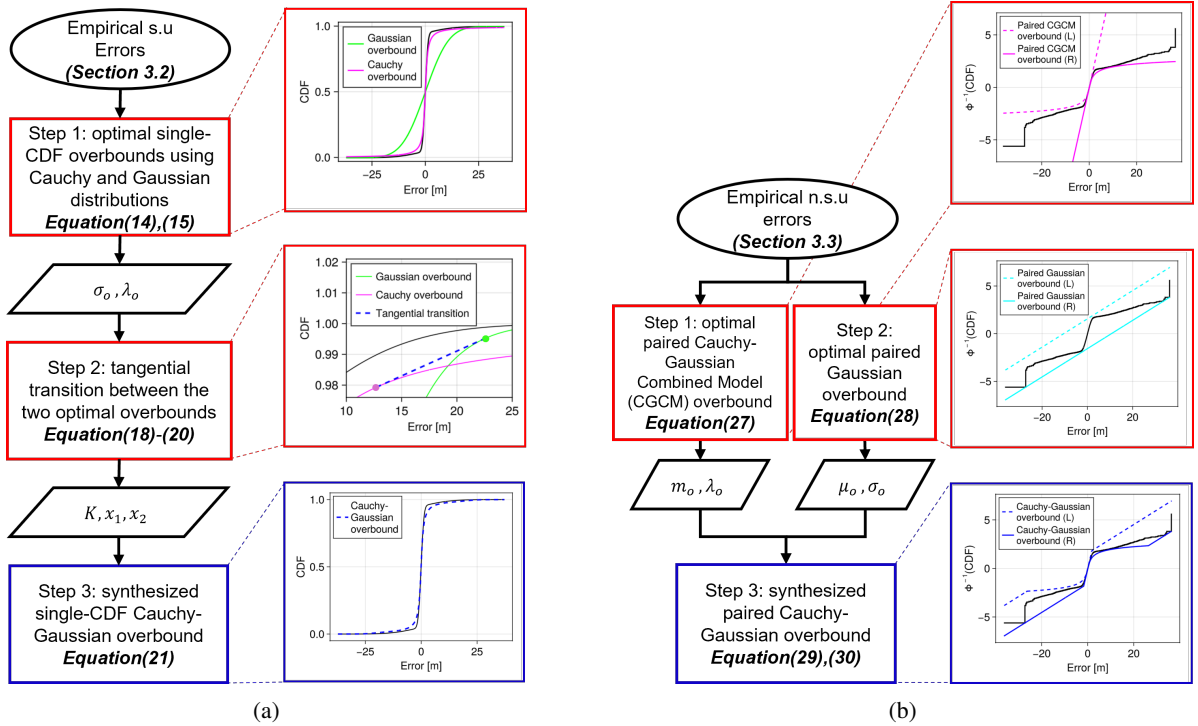 Empirical s.u
Errors
(Section 3.2)
Step 1: optimal single-
CDF overbounds using
Cauchy and Gaussian
distributions
Equation(14),(15)
σₒ, λₒ
Step 2: tangential
transition between the
two optimal overbounds
Equation(18)-(20)
K, x₁, x₂
Step 3: synthesized
single-CDF Cauchy-
Gaussian overbound
Equation(21)
1.0
0.5
0.0
CDF
Gaussian
overbound
Cauchy
overbound
-25
0
25
Error [m]
1.02
1.01
1.00
0.99
0.98
CDF
Gaussian overbound
Cauchy overbound
Tangential transition
10
15
20
25
Error [m]
1.0
0.5
0.0
CDF
Cauchy-
Gaussian
overbound
-25
0
25
Error [m]
(a)
Empirical n.s.u
errors
(Section 3.3)
Step 1: optimal
paired Cauchy-
Gaussian
Combined Model
(CGCM) overbound
Equation(27)
Step 2:
optimal paired
Gaussian
overbound
Equation(28)
mₒ, λₒ
μₒ, σₒ
Step 3: synthesized
paired Cauchy-
Gaussian overbound
Equation(29),(30)
5
0
-5
Φ⁻¹(CDF)
Paired CGCM
overbound (L)
Paired CGCM
overbound (R)
-20
0
20
Error [m]
5
0
-5
Φ⁻¹(CDF)
Paired Gaussian
overbound (L)
Paired Gaussian
overbound (R)
-20
0
20
Error [m]
5
0
-5
Φ⁻¹(CDF)
Cauchy-Gaussian
overbound (L)
Cauchy-Gaussian
overbound (R)
-20
0
20
Error [m]
(b)